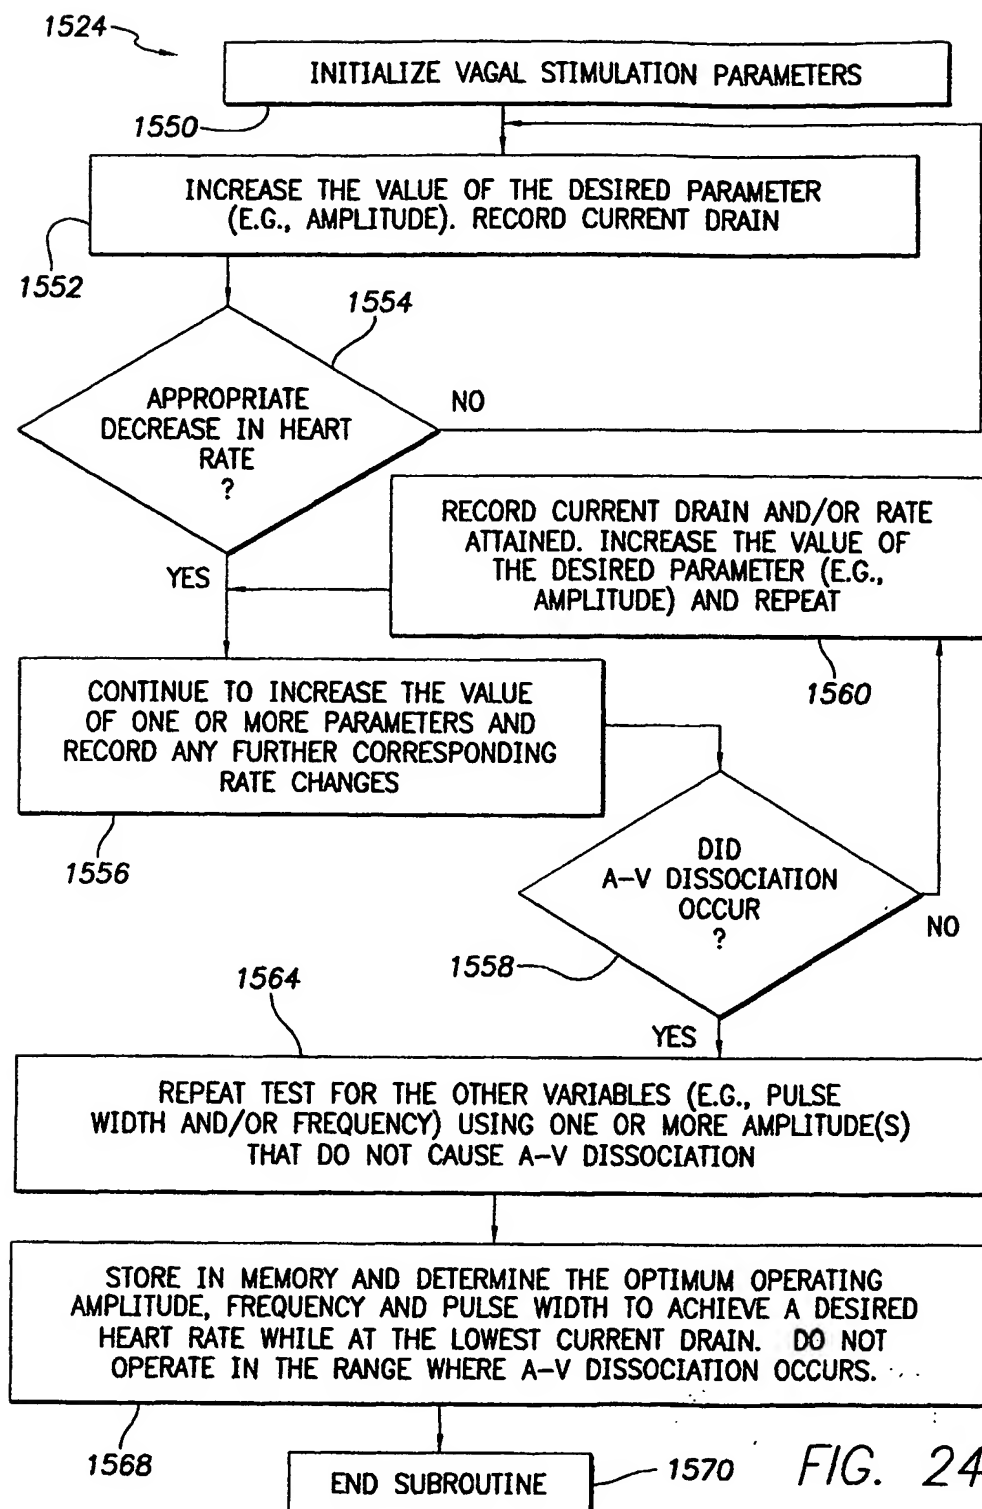 1524
INITIALIZE VAGAL STIMULATION PARAMETERS
1550
INCREASE THE VALUE OF THE DESIRED PARAMETER
(E.G., AMPLITUDE). RECORD CURRENT DRAIN
1552
1554
APPROPRIATE
DECREASE IN HEART
RATE
?
NO
YES
RECORD CURRENT DRAIN AND/OR RATE
ATTAINED. INCREASE THE VALUE OF
THE DESIRED PARAMETER (E.G.,
AMPLITUDE) AND REPEAT
1560
CONTINUE TO INCREASE THE VALUE
OF ONE OR MORE PARAMETERS AND
RECORD ANY FURTHER CORRESPONDING
RATE CHANGES
1556
DID
A-V DISSOCIATION
OCCUR
?
NO
1558
YES
1564
REPEAT TEST FOR THE OTHER VARIABLES (E.G., PULSE
WIDTH AND/OR FREQUENCY) USING ONE OR MORE AMPLITUDE(S)
THAT DO NOT CAUSE A-V DISSOCIATION
STORE IN MEMORY AND DETERMINE THE OPTIMUM OPERATING
AMPLITUDE, FREQUENCY AND PULSE WIDTH TO ACHIEVE A DESIRED
HEART RATE WHILE AT THE LOWEST CURRENT DRAIN. DO NOT
OPERATE IN THE RANGE WHERE A-V DISSOCIATION OCCURS.
1568
END SUBROUTINE
1570
FIG. 24